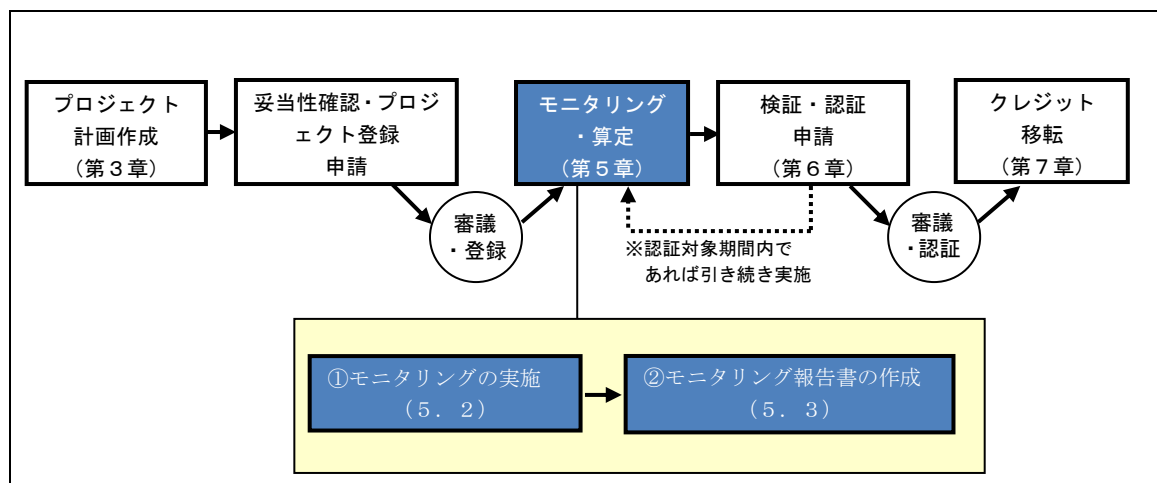 プロジェクト
計画作成
（第３章）
妥当性確認・プロジ
ェクト登録
申請
モニタリング
・算定
（第５章）
検証・認証
申請
（第６章）
クレジット
移転
（第７章）
審議
・登録
※認証対象期間内で
あれば引き続き実施
審議
・認証
①モニタリングの実施
（５．２）
②モニタリング報告書の作成
（５．３）